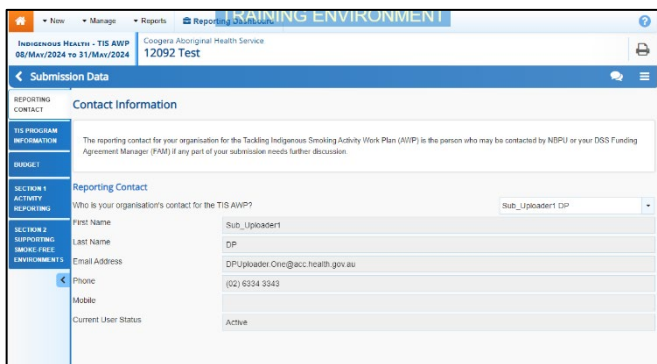 TRAINING ENVIRONMENT
New Manage Reports Reporting Dashboard
INDIGENOUS HEALTH - TIS AWP
08/MAY/2024 TO 31/MAY/2024
Coogera Aboriginal Health Service
12092 Test
Submission Data
REPORTING
CONTACT
TIS PROGRAM
INFORMATION
BUDGET
SECTION 1
ACTIVITY
REPORTING
SECTION 2
SUPPORTING
SMOKE-FREE
ENVIRONMENTS
Contact Information
The reporting contact for your organisation for the Tackling Indigenous Smoking Activity Work Plan (AWP) is the person who may be contacted by NBPU or your DSS Funding
Agreement Manager (FAM) if any part of your submission needs further discussion.
Reporting Contact
Who is your organisation's contact for the TIS AWP? Sub_Uploader1 DP
First Name Sub_Uploader1
Last Name DP
Email Address DPUploader.One@acc.health.gov.au
Phone (02) 6334 3343
Mobile
Current User Status Active